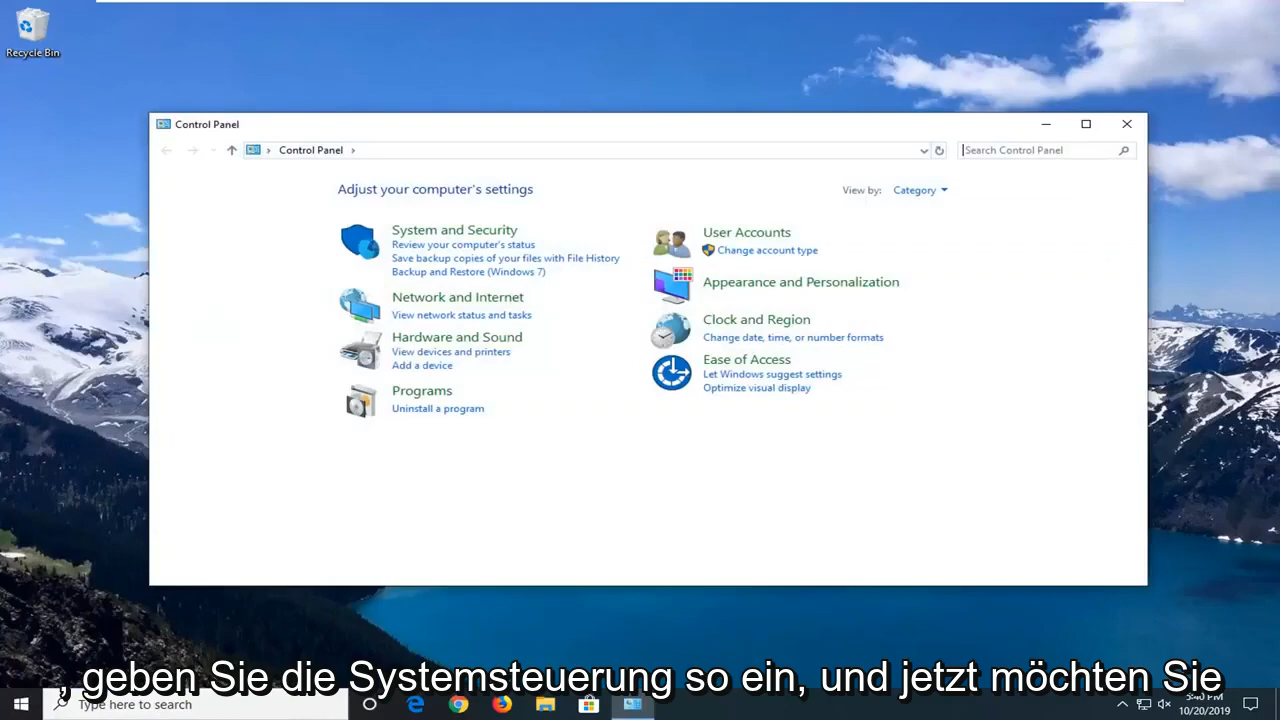 Recycle Bin
Control Panel
Control Panel
Search Control Panel
Adjust your computer's settings
View by: Category
System and Security
Review your computer's status
Save backup copies of your files with File History
Backup and Restore (Windows 7)
Network and Internet
View network status and tasks
Hardware and Sound
View devices and printers
Add a device
Programs
Uninstall a program
User Accounts
Change account type
Appearance and Personalization
Clock and Region
Change date, time, or number formats
Ease of Access
Let Windows suggest settings
Optimize visual display
, geben Sie die Systemsteuerung so ein, und jetzt möchten Sie
Type here to search
10/20/2019